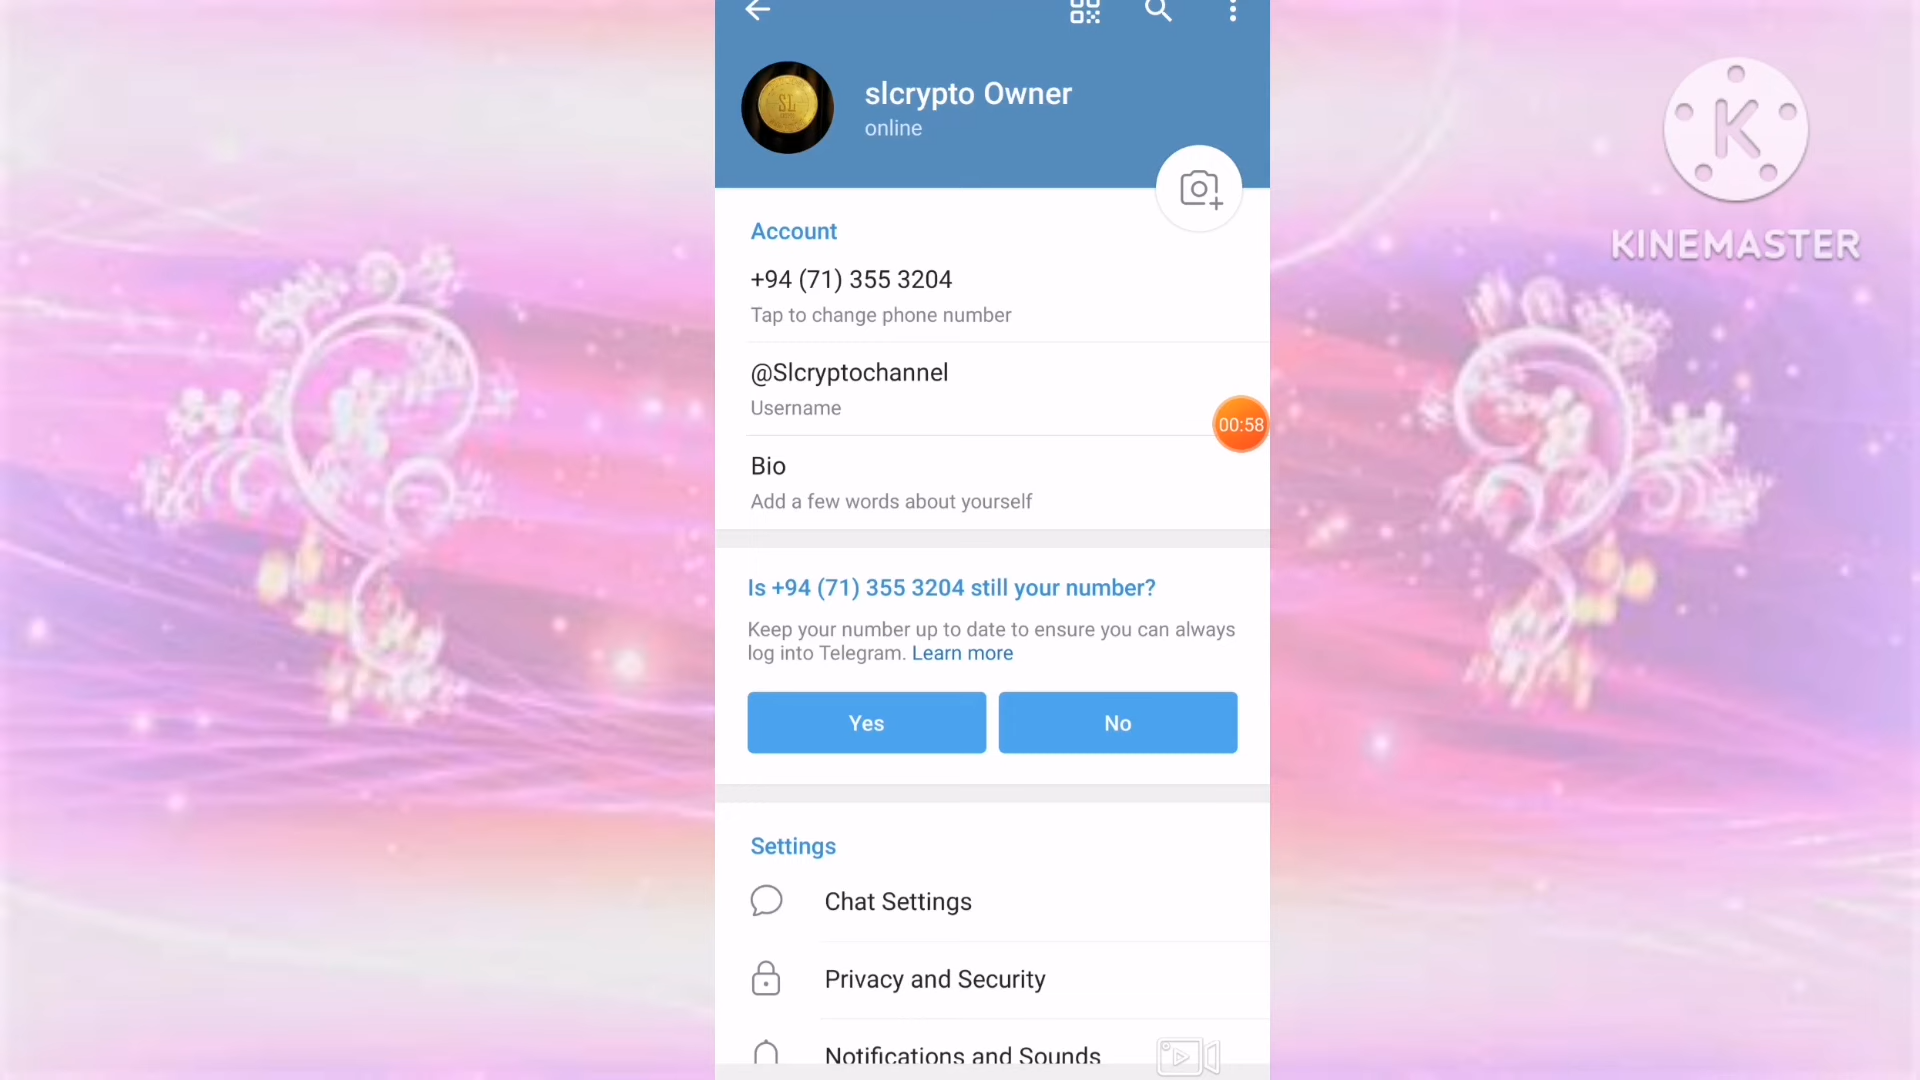 slcrypto Owner
online
SL
K
KINEMASTER
Account
+94 (71) 355 3204
Tap to change phone number
@Slcryptochannel
Username
00:58
Bio
Add a few words about yourself
Is +94 (71) 355 3204 still your number?
Keep your number up to date to ensure you can always
log into Telegram. Learn more
Yes
No
Settings
Chat Settings
Privacy and Security
Notifications and Sounds